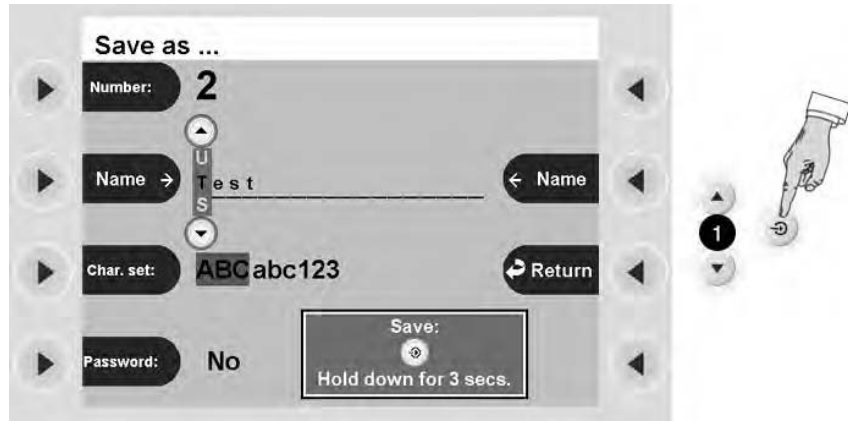 Save as ...
Number: 2
U
Name → Test ← Name
S
Char. set: ABCabc123 Return
Password: No
Save:
Hold down for 3 secs.
1